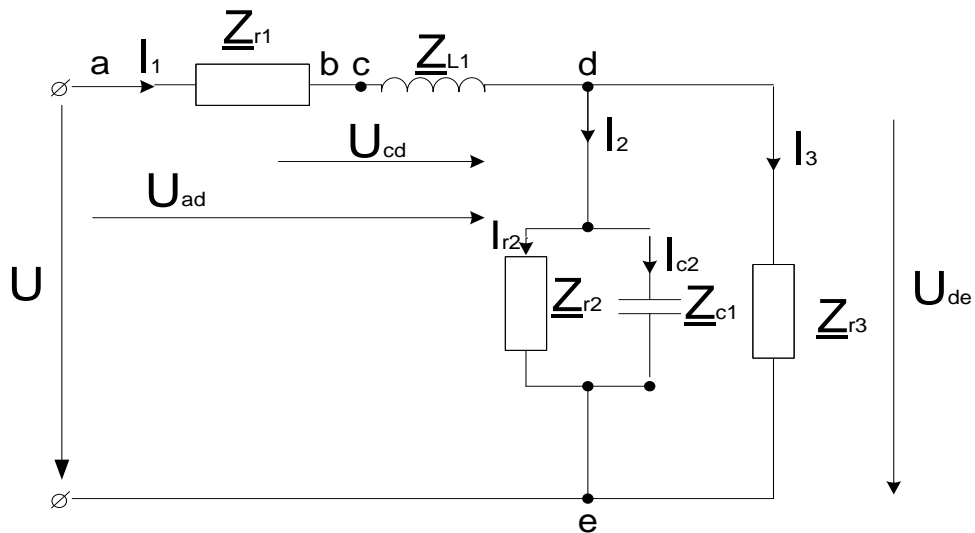 a I1 Zr1 b c ZL1 d
Ucd
I2
I3
Uad
Ir2
Ic2
U
Zr2
Zc1
Zr3
Ude
e